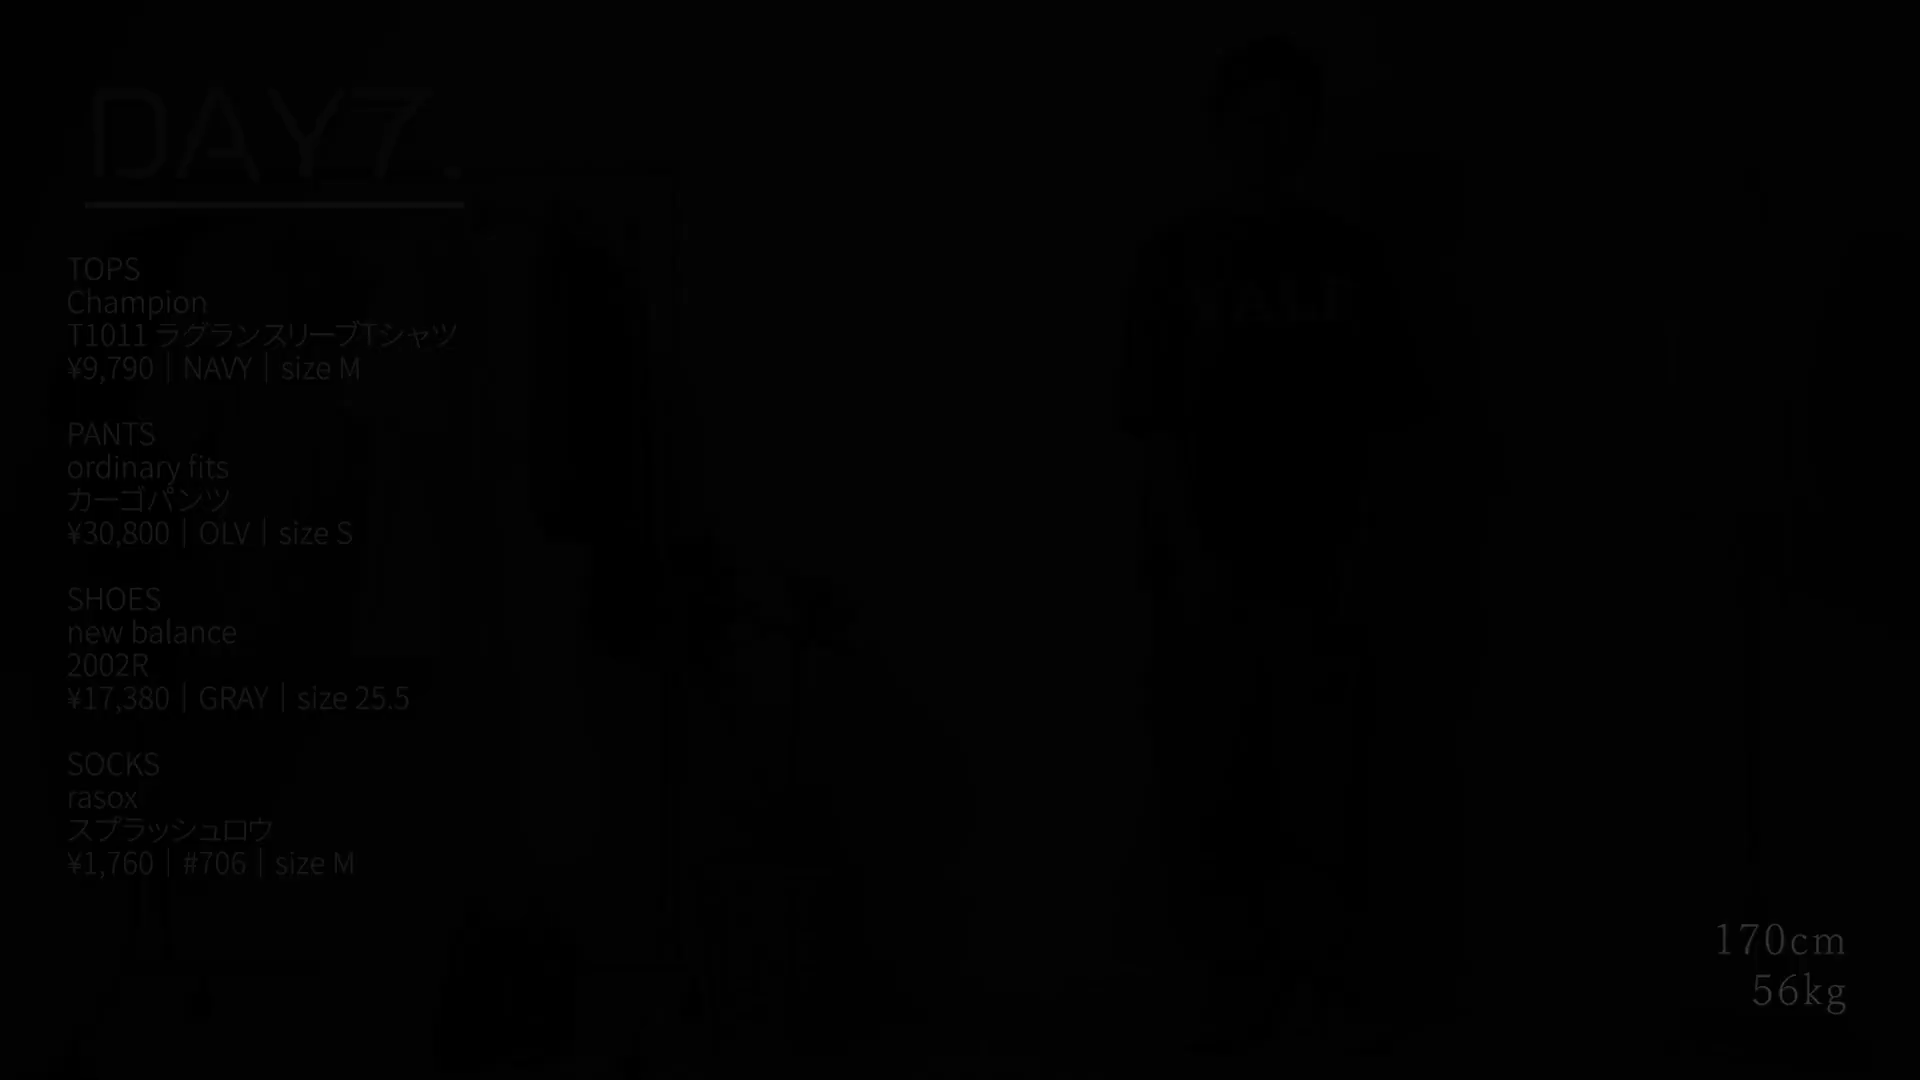 DAY7.
TOPS
Champion
T1011 ラグランスリーブTシャツ
¥9,790｜NAVY｜size M
PANTS
ordinary fits
カーゴパンツ
¥30,800｜OLV｜size S
SHOES
new balance
2002R
¥17,380｜GRAY｜size 25.5
SOCKS
rasox
スプラッシュロウ
¥1,760｜#706｜size M
YALE
170cm
56kg